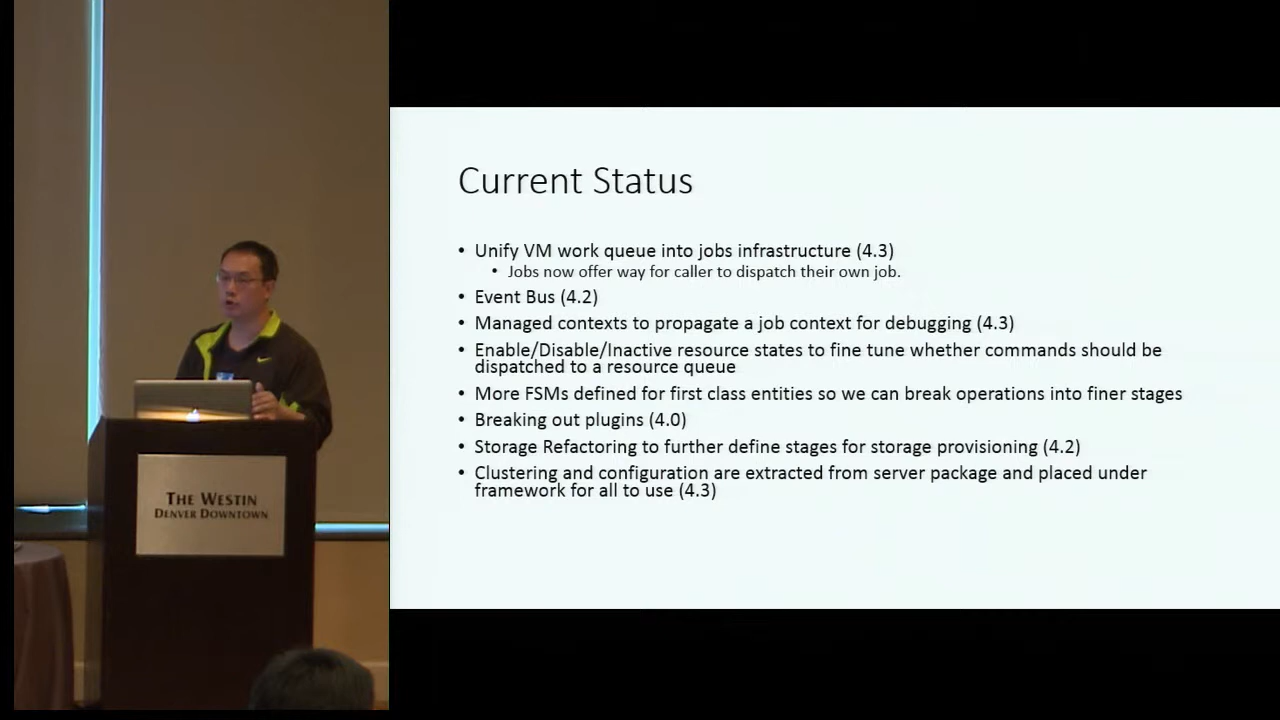 THE WESTIN
DENVER DOWNTOWN
Current Status
• Unify VM work queue into jobs infrastructure (4.3)
• Jobs now offer way for caller to dispatch their own job.
• Event Bus (4.2)
• Managed contexts to propagate a job context for debugging (4.3)
• Enable/Disable/Inactive resource states to fine tune whether commands should be
dispatched to a resource queue
• More FSMs defined for first class entities so we can break operations into finer stages
• Breaking out plugins (4.0)
• Storage Refactoring to further define stages for storage provisioning (4.2)
• Clustering and configuration are extracted from server package and placed under
framework for all to use (4.3)